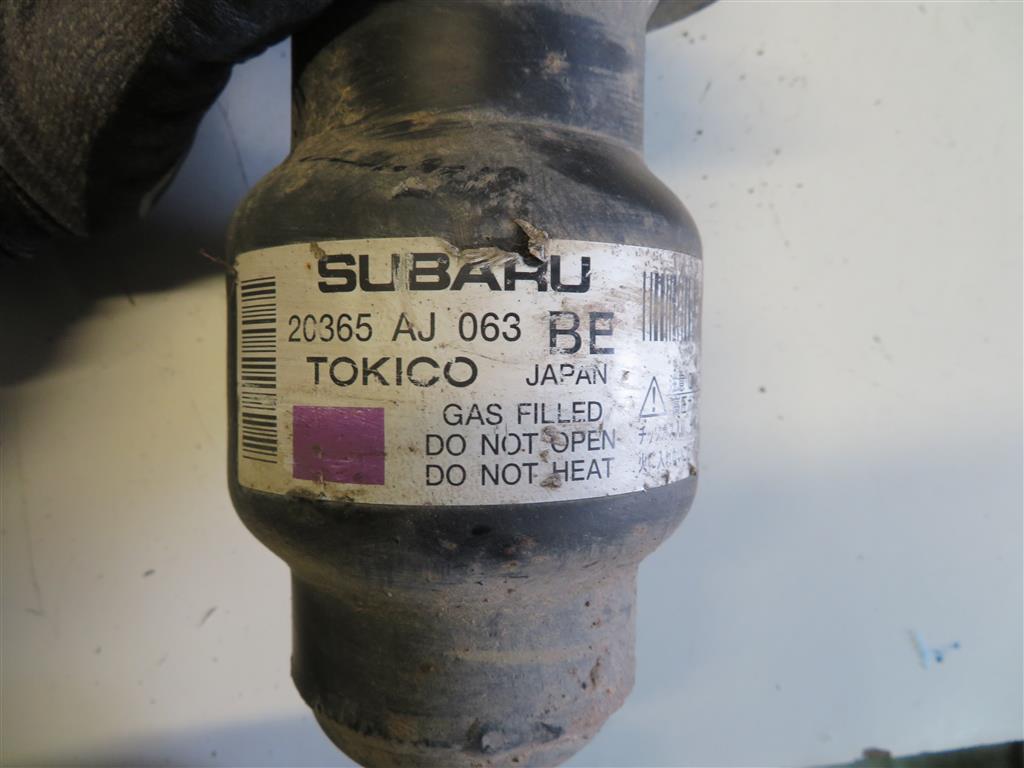 SUBARU
20365 AJ 063 BE
TOKICO JAPAN
GAS FILLED
DO NOT OPEN
DO NOT HEAT